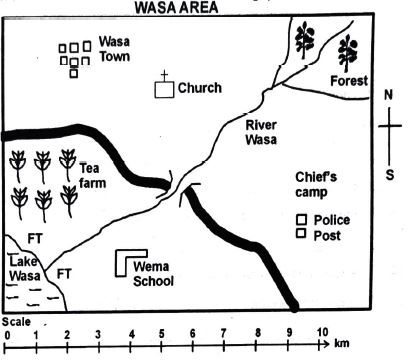 WASA AREA
Wasa
Town
Church
Forest
River
Wasa
N
S
Tea
farm
Chief's
camp
Police
Post
FT
Lake
Wasa
FT
Wema
School
Scale
0 1 2 3 4 5 6 7 8 9 10
km